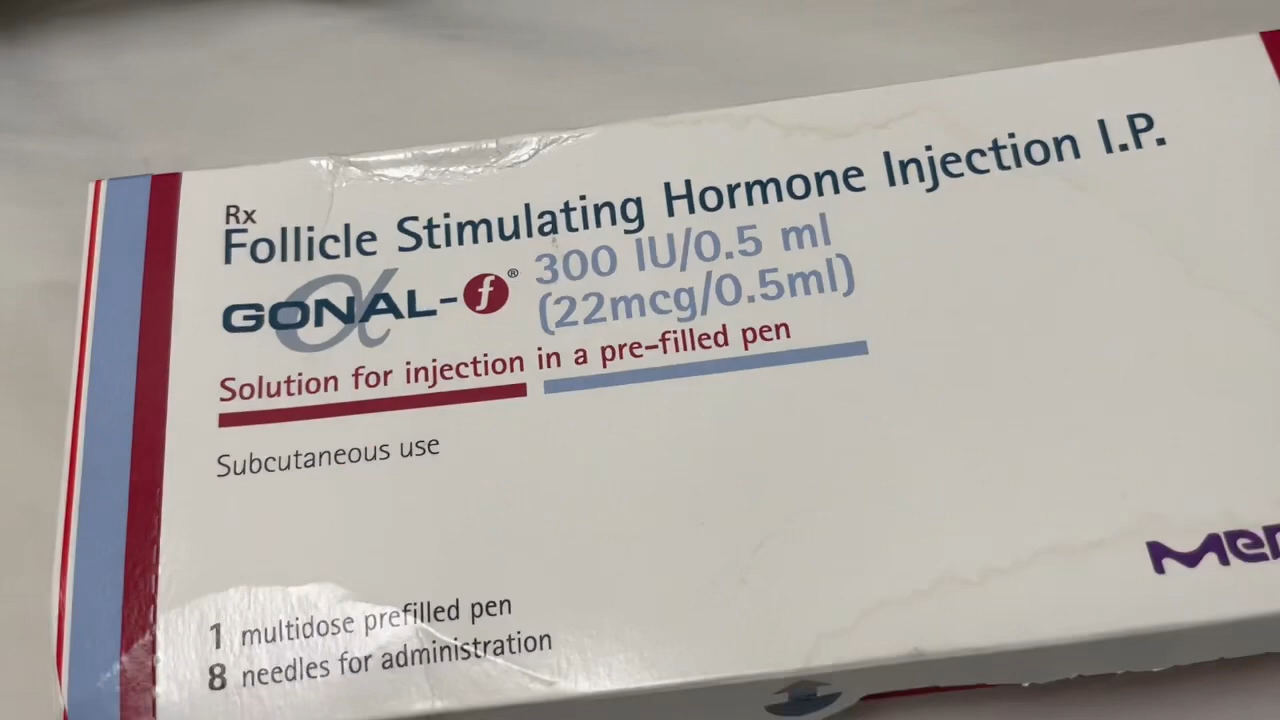 Rx
Follicle Stimulating Hormone Injection I.P.
GONAL-f® 300 IU/0.5 ml
(22mcg/0.5ml)
Solution for injection in a pre-filled pen
Subcutaneous use
1 multidose prefilled pen
8 needles for administration